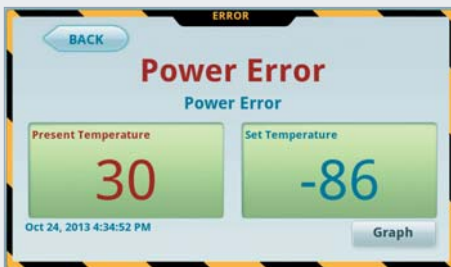 ERROR
BACK
Power Error
Power Error
Present Temperature
30
Set Temperature
-86
Oct 24, 2013 4:34:52 PM
Graph